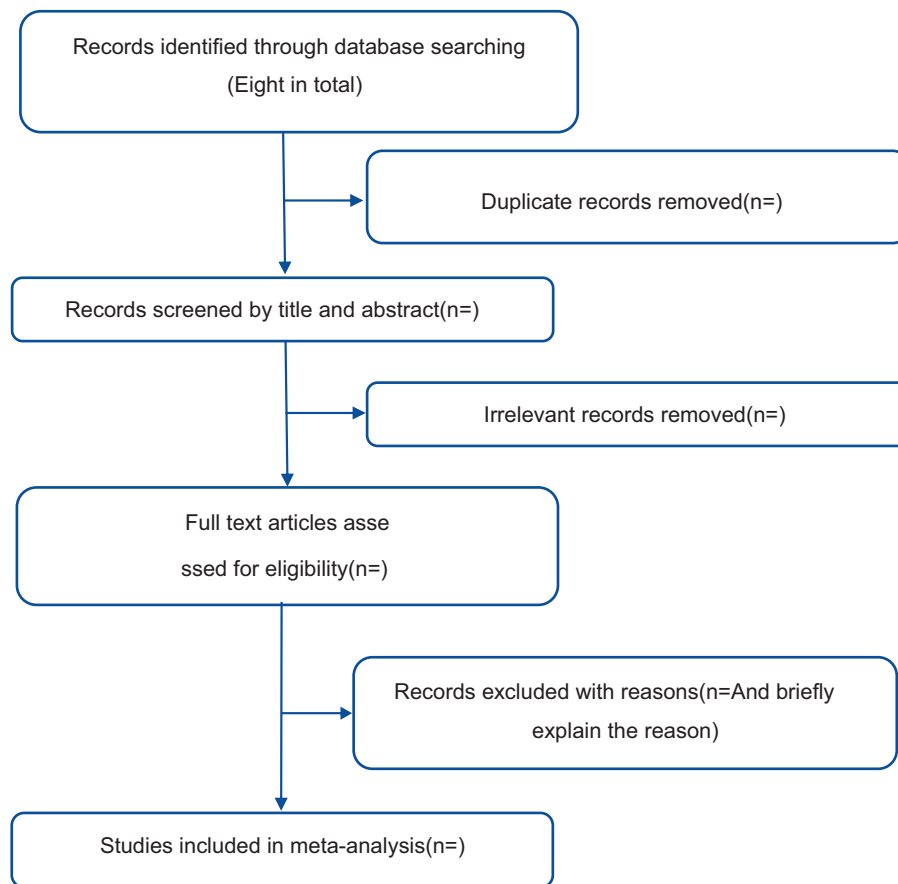 Records identified through database searching
(Eight in total)
Duplicate records removed(n=)
Records screened by title and abstract(n=)
Irrelevant records removed(n=)
Full text articles asse
ssed for eligibility(n=)
Records excluded with reasons(n=And briefly
explain the reason)
Studies included in meta-analysis(n=)